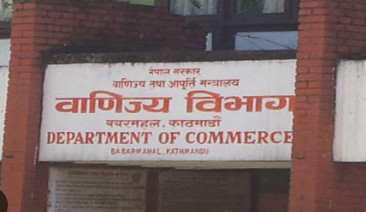 नेपाल सरकार
वाणिज्य तथा आपूर्ति मन्त्रालय
वाणिज्य विभाग
बबरमहल, काठमाडौं
DEPARTMENT OF COMMERCE
BABARMAHAL, KATHMANDU